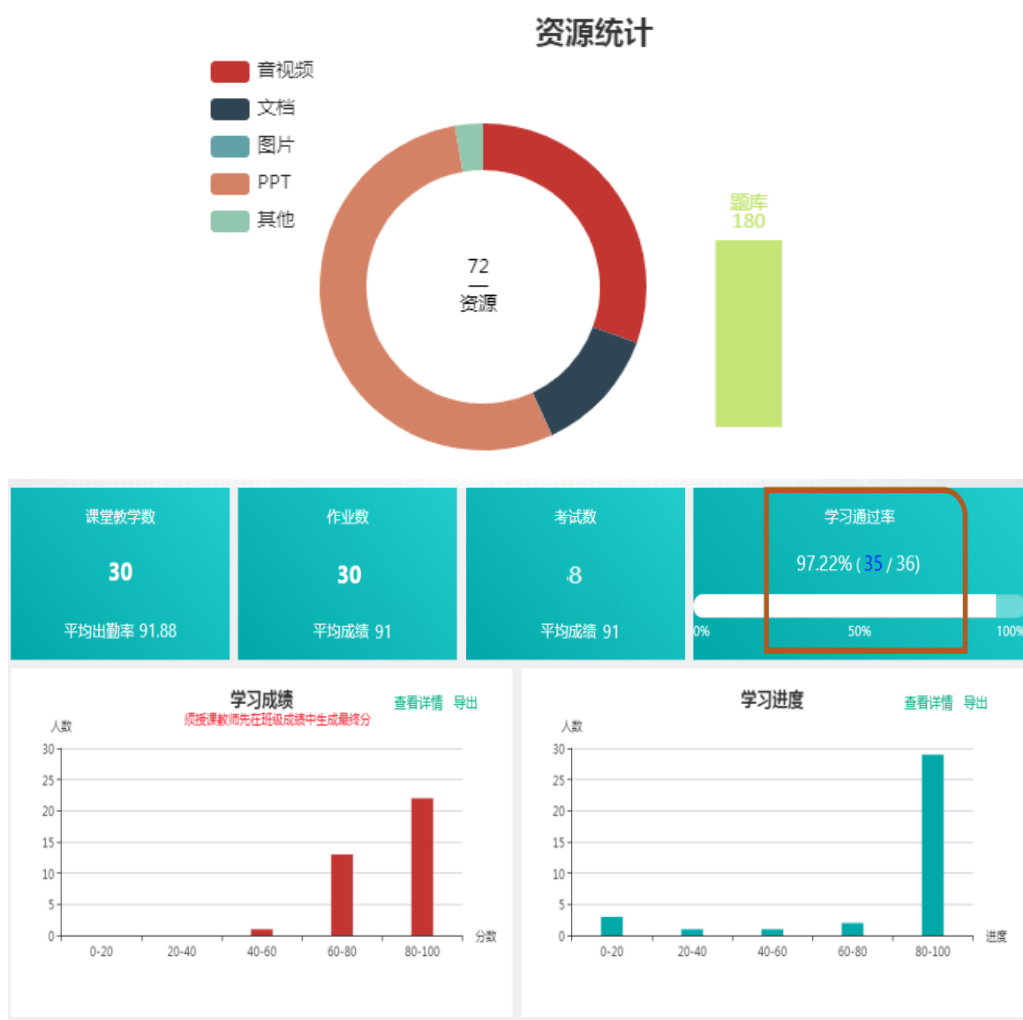 资源统计
音视频
文档
图片
PPT
其他
72
资源
题库
180
课堂教学数
30
平均出勤率 91.88
作业数
30
平均成绩 91
考试数
8
平均成绩 91
学习通过率
97.22% ( 35 / 36)
0% 50% 100%
学习成绩 查看详情 导出
须授课教师先在班级成绩中生成最终分
人数
30
25
20
15
10
5
0
0-20 20-40 40-60 60-80 80-100
分数
学习进度 查看详情 导出
人数
30
25
20
15
10
5
0
0-20 20-40 40-60 60-80 80-100
进度